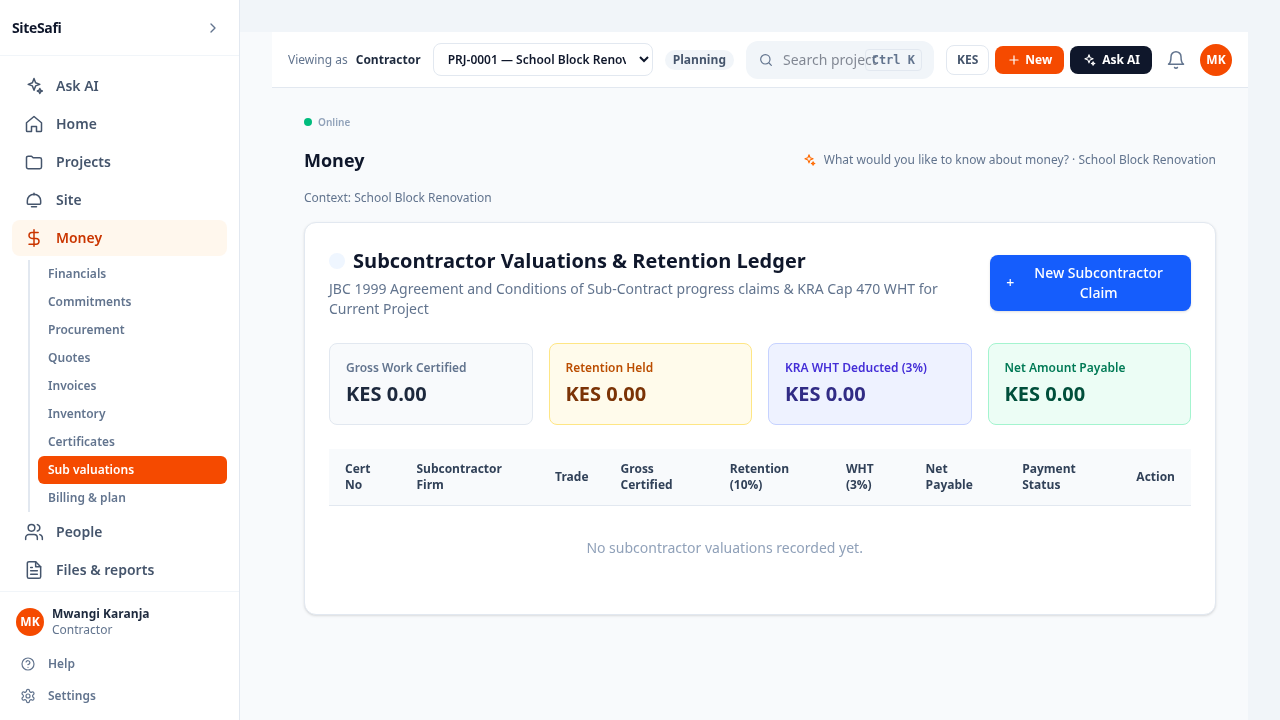 SiteSafi
Ask AI
Home
Projects
Site
Money
Financials
Commitments
Procurement
Quotes
Invoices
Inventory
Certificates
Sub valuations
Billing & plan
People
Files & reports
MK
Mwangi Karanja
Contractor
Help
Settings
Viewing as Contractor
PRJ-0001 — School Block Renov
Planning
Search project
Ctrl K
KES
New
Ask AI
MK
Online
Money
What would you like to know about money? · School Block Renovation
Context: School Block Renovation
Subcontractor Valuations & Retention Ledger
JBC 1999 Agreement and Conditions of Sub-Contract progress claims & KRA Cap 470 WHT for
Current Project
+ New Subcontractor
Claim
Gross Work Certified
KES 0.00
Retention Held
KES 0.00
KRA WHT Deducted (3%)
KES 0.00
Net Amount Payable
KES 0.00
Cert No
Subcontractor Firm
Trade
Gross Certified
Retention (10%)
WHT (3%)
Net Payable
Payment Status
Action
No subcontractor valuations recorded yet.